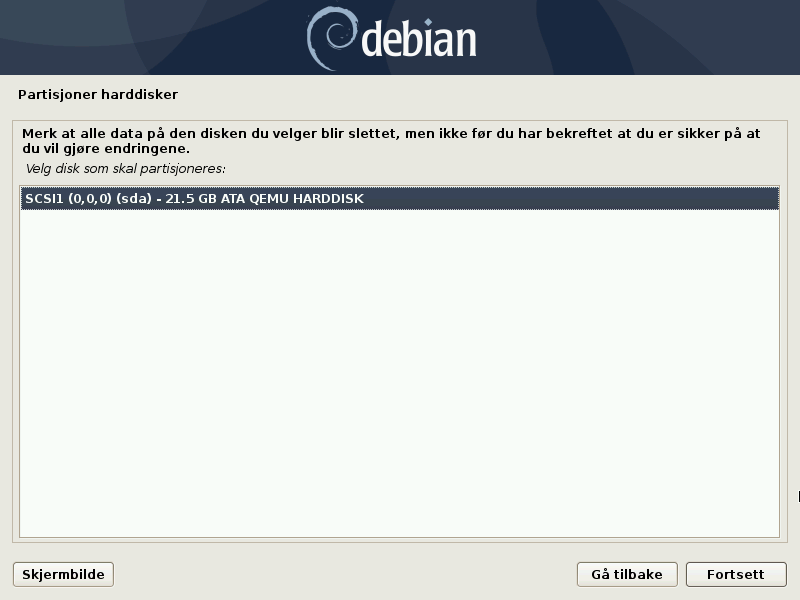 debian
Partisjoner harddisker
Merk at alle data på den disken du velger blir slettet, men ikke før du har bekreftet at du er sikker på at
du vil gjøre endringene.
Velg disk som skal partisjoneres:
SCSI1 (0,0,0) (sda) - 21.5 GB ATA QEMU HARDDISK
Skjermbilde
Gå tilbake
Fortsett